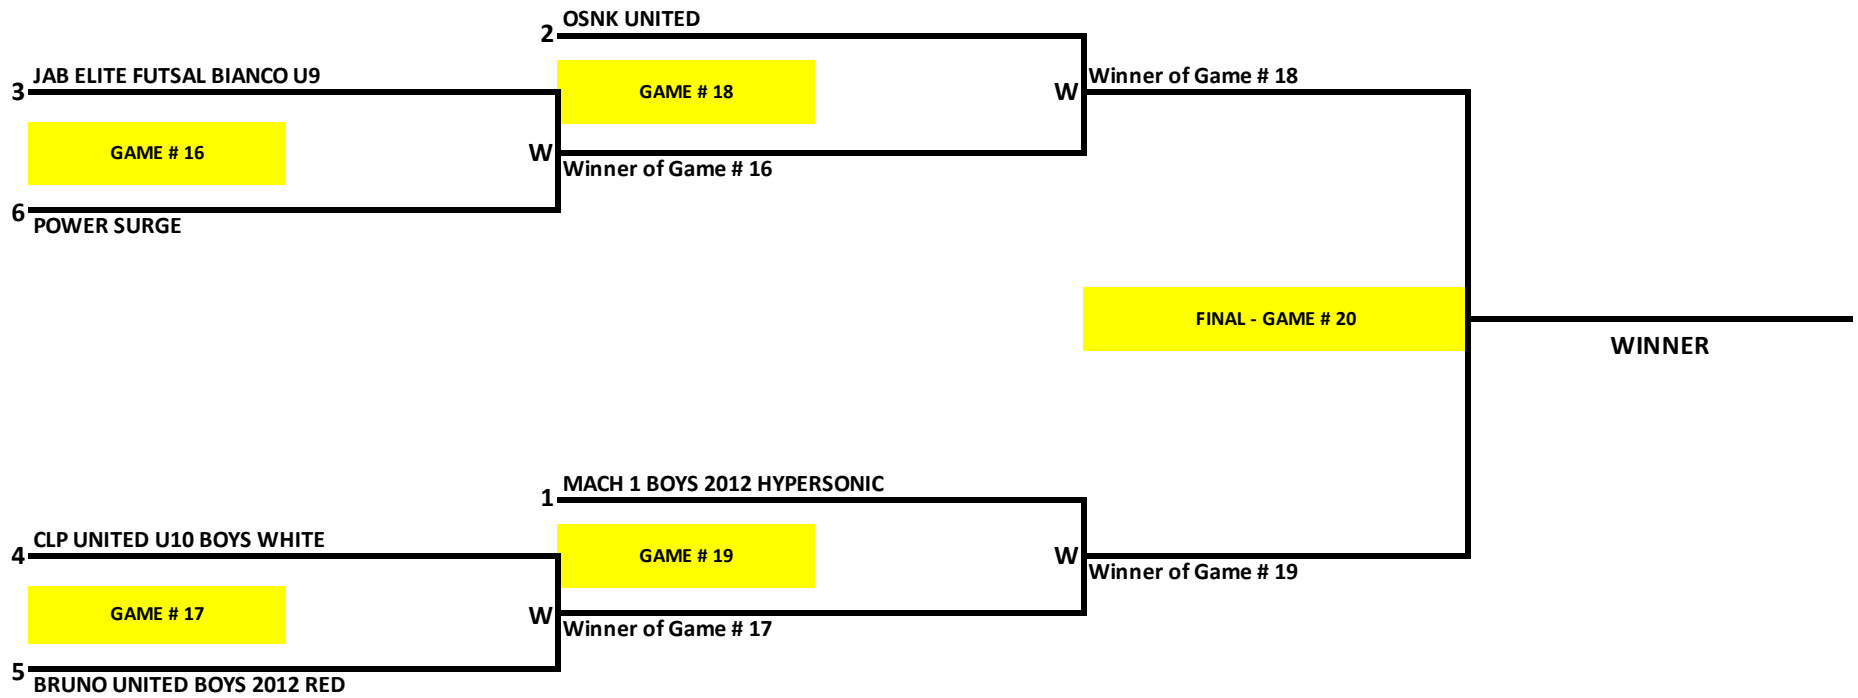 OSNK UNITED
2
JAB ELITE FUTSAL BIANCO U9
3
GAME # 18
W
Winner of Game # 18
GAME # 16
W
Winner of Game # 16
6
POWER SURGE
FINAL - GAME # 20
WINNER
MACH 1 BOYS 2012 HYPERSONIC
1
CLP UNITED U10 BOYS WHITE
4
GAME # 19
W
Winner of Game # 19
GAME # 17
W
Winner of Game # 17
5
BRUNO UNITED BOYS 2012 RED